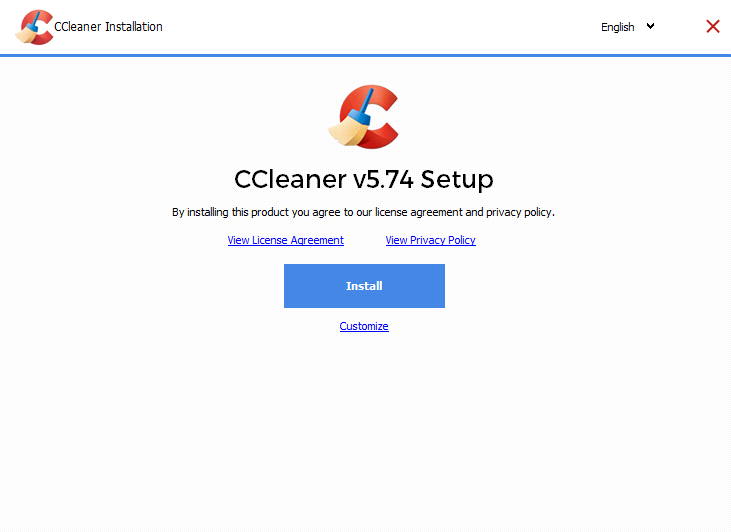 CCleaner Installation
English
CCleaner v5.74 Setup
By installing this product you agree to our license agreement and privacy policy.
View License Agreement View Privacy Policy
Install
Customize